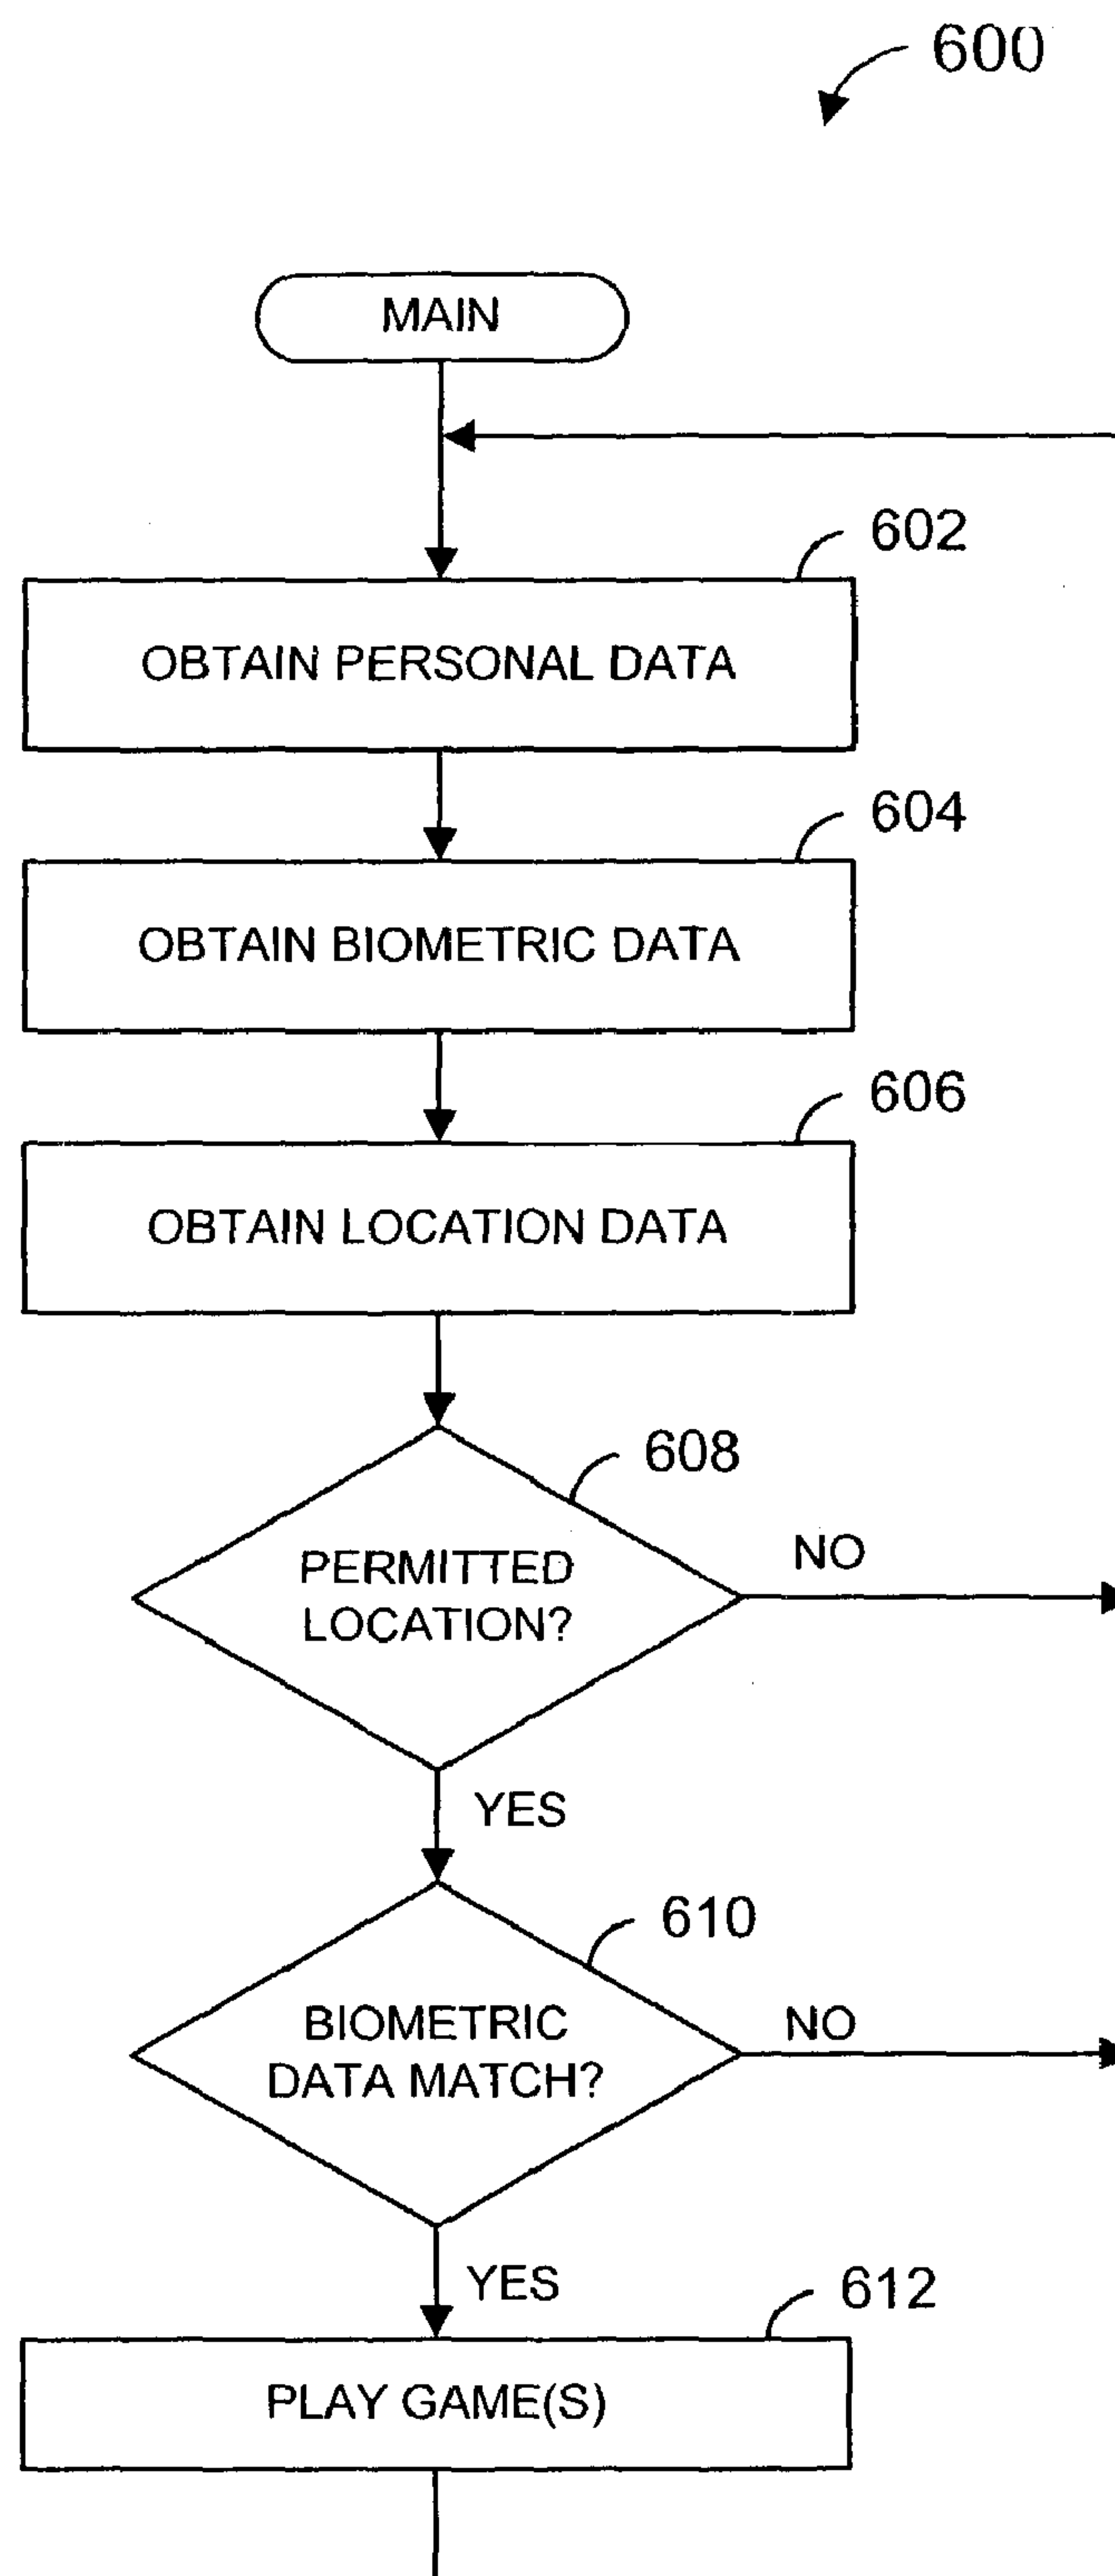 600
MAIN
602
OBTAIN PERSONAL DATA
604
OBTAIN BIOMETRIC DATA
606
OBTAIN LOCATION DATA
608
PERMITTED
LOCATION?
NO
YES
610
BIOMETRIC
DATA MATCH?
NO
YES
612
PLAY GAME(S)